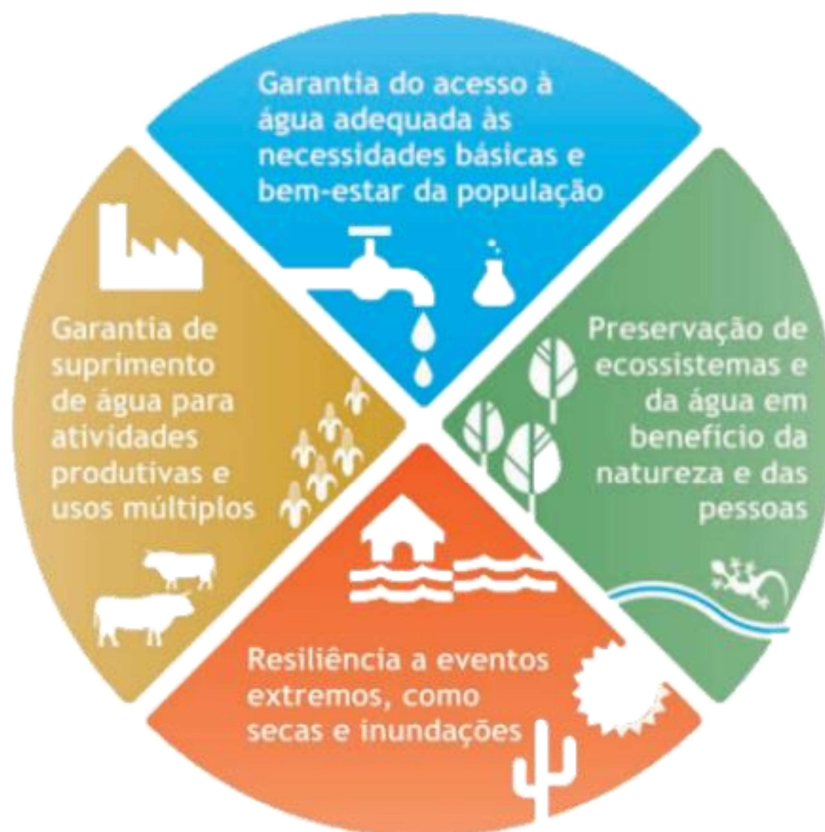 Garantia do acesso à
água adequada às
necessidades básicas e
bem-estar da população
Garantia de
suprimento
de água para
atividades
produtivas e
usos múltiplos
Preservação de
ecossistemas e
da água em
benefício da
natureza e das
pessoas
Resiliência a eventos
extremos, como
secas e inundações